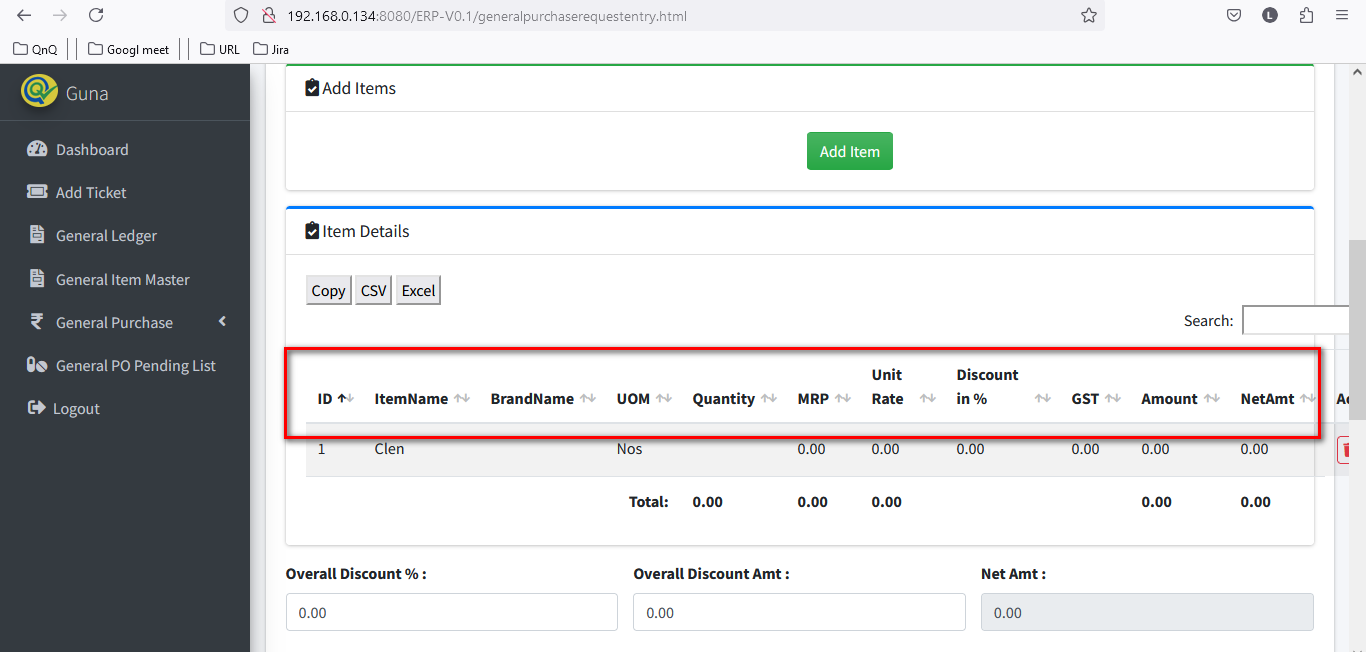 192.168.0.134:8080/ERP-V0.1/generalpurchaserequestentry.html
L
QnQ Googl meet URL Jira
Guna
Dashboard
Add Ticket
General Ledger
General Item Master
General Purchase
General PO Pending List
Logout
Add Items
Add Item
Item Details
Copy CSV Excel
Search:
ID ItemName BrandName UOM Quantity MRP Unit Rate Discount in % GST Amount NetAmt
1 Clen Nos 0.00 0.00 0.00 0.00 0.00 0.00
Total: 0.00 0.00 0.00 0.00 0.00
Overall Discount % : Overall Discount Amt : Net Amt :
0.00 0.00 0.00